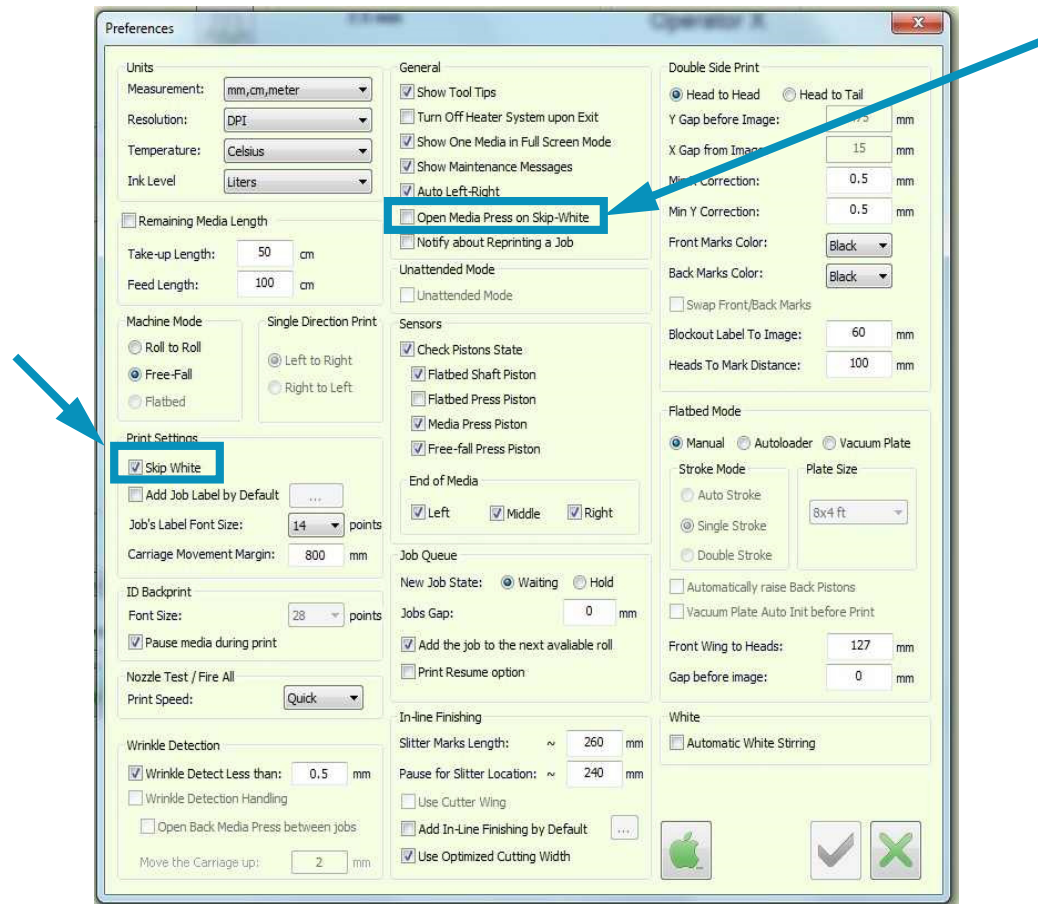 Operator X
Preferences
Units
Measurement: mm,cm,meter
Resolution: DPI
Temperature: Celsius
Ink Level Liters
Remaining Media Length
Take-up Length: 50 cm
Feed Length: 100 cm
Machine Mode
Roll to Roll
Free-Fall
Flatbed
Single Direction Print
Left to Right
Right to Left
Print Settings
Skip White
Add Job Label by Default ...
Job's Label Font Size: 14 points
Carriage Movement Margin: 800 mm
ID Backprint
Font Size: 28 points
Pause media during print
Nozzle Test / Fire All
Print Speed: Quick
Wrinkle Detection
Wrinkle Detect Less than: 0.5 mm
Wrinkle Detection Handling
Open Back Media Press between jobs
Move the Carriage up: 2 mm
General
Show Tool Tips
Turn Off Heater System upon Exit
Show One Media in Full Screen Mode
Show Maintenance Messages
Auto Left-Right
Open Media Press on Skip-White
Notify about Reprinting a Job
Unattended Mode
Unattended Mode
Sensors
Check Pistons State
Flatbed Shaft Piston
Flatbed Press Piston
Media Press Piston
Free-fall Press Piston
End of Media
Left Middle Right
Job Queue
New Job State: Waiting Hold
Jobs Gap: 0 mm
Add the job to the next avaliable roll
Print Resume option
In-line Finishing
Slitter Marks Length: ~ 260 mm
Pause for Slitter Location: ~ 240 mm
Use Cutter Wing
Add In-Line Finishing by Default ...
Use Optimized Cutting Width
Double Side Print
Head to Head Head to Tail
Y Gap before Image: mm
X Gap from Image 15 mm
Correction: 0.5 mm
Min Y Correction: 0.5 mm
Front Marks Color: Black
Back Marks Color: Black
Swap Front/Back Marks
Blockout Label To Image: 60 mm
Heads To Mark Distance: 100 mm
Flatbed Mode
Manual Autoloader Vacuum Plate
Stroke Mode
Auto Stroke
Single Stroke
Double Stroke
Plate Size
8x4 ft
Automatically raise Back Pistons
Vacuum Plate Auto Init before Print
Front Wing to Heads: 127 mm
Gap before image: 0 mm
White
Automatic White Stirring